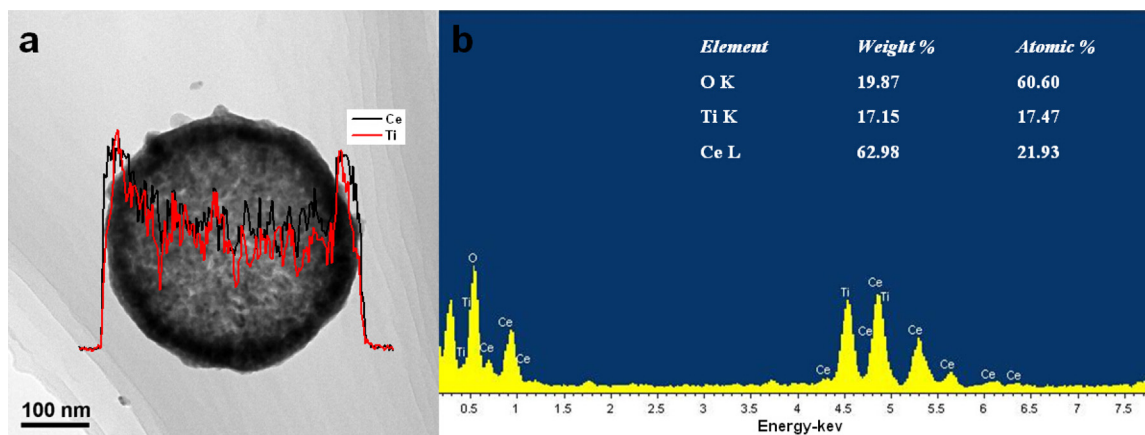 a
Ce
Ti
100 nm
b
Element Weight % Atomic %
O K 19.87 60.60
Ti K 17.15 17.47
Ce L 62.98 21.93
O
Ti
Ti
Ce
Ce
Ce
Ce
Ti
Ce
Ce
Ti
Ce
Ce
Ce
Ce
0.5 1 1.5 2 2.5 3 3.5 4 4.5 5 5.5 6 6.5 7 7.5
Energy-kev